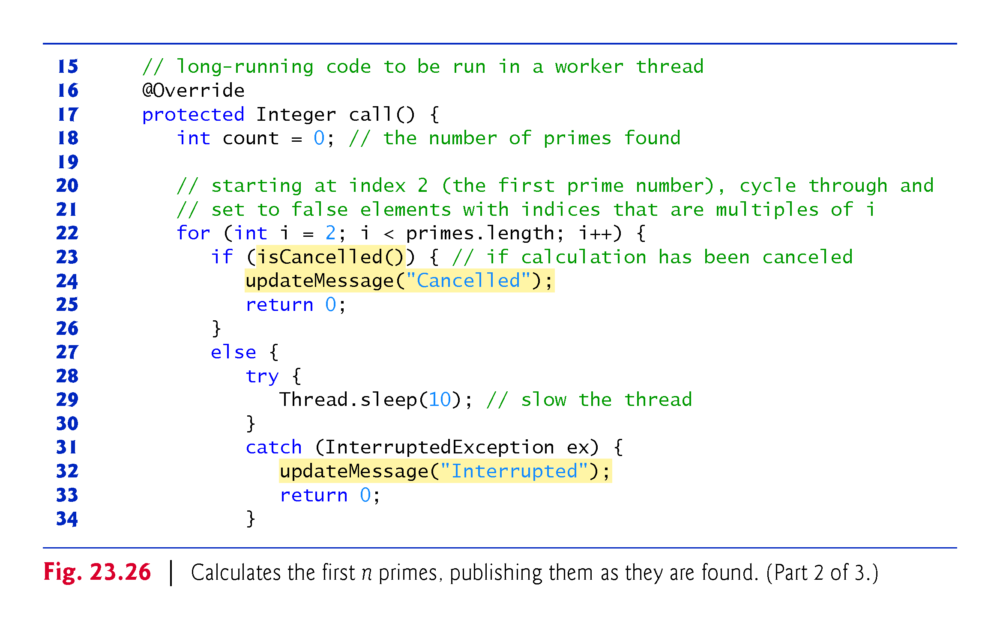 15 // long-running code to be run in a worker thread
16 @Override
17 protected Integer call() {
18 int count = 0; // the number of primes found
19
20 // starting at index 2 (the first prime number), cycle through and
21 // set to false elements with indices that are multiples of i
22 for (int i = 2; i < primes.length; i++) {
23 if (isCancelled()) { // if calculation has been canceled
24 updateMessage("Cancelled");
25 return 0;
26 }
27 else {
28 try {
29 Thread.sleep(10); // slow the thread
30 }
31 catch (InterruptedException ex) {
32 updateMessage("Interrupted");
33 return 0;
34 }
Fig. 23.26 | Calculates the first n primes, publishing them as they are found. (Part 2 of 3.)